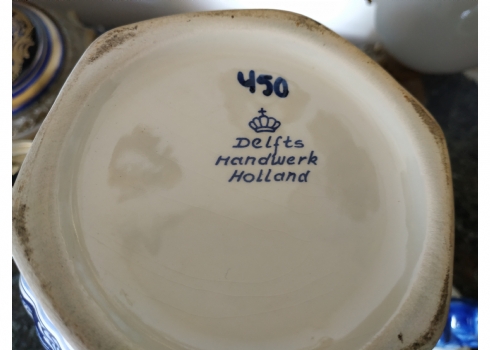 450
Delfts
Handwerk
Holland